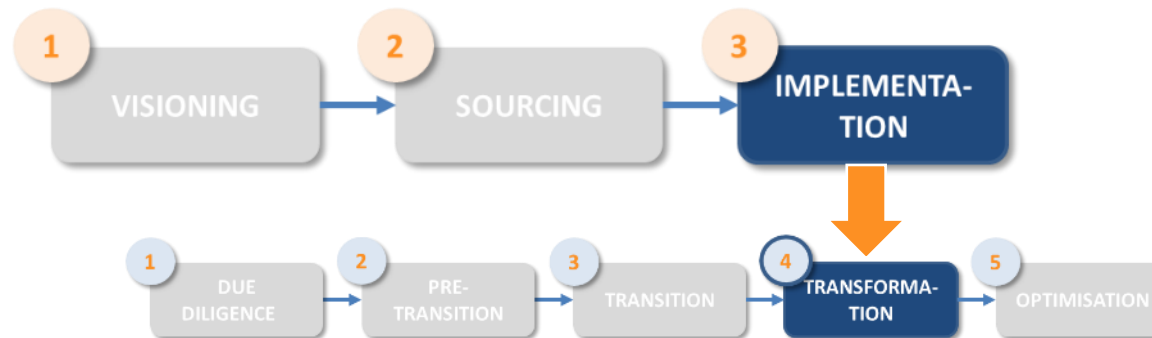 1
VISIONING
2
SOURCING
3
IMPLEMENTA-
TION
1
DUE
DILIGENCE
2
PRE-
TRANSITION
3
TRANSITION
4
TRANSFORMA-
TION
5
OPTIMISATION